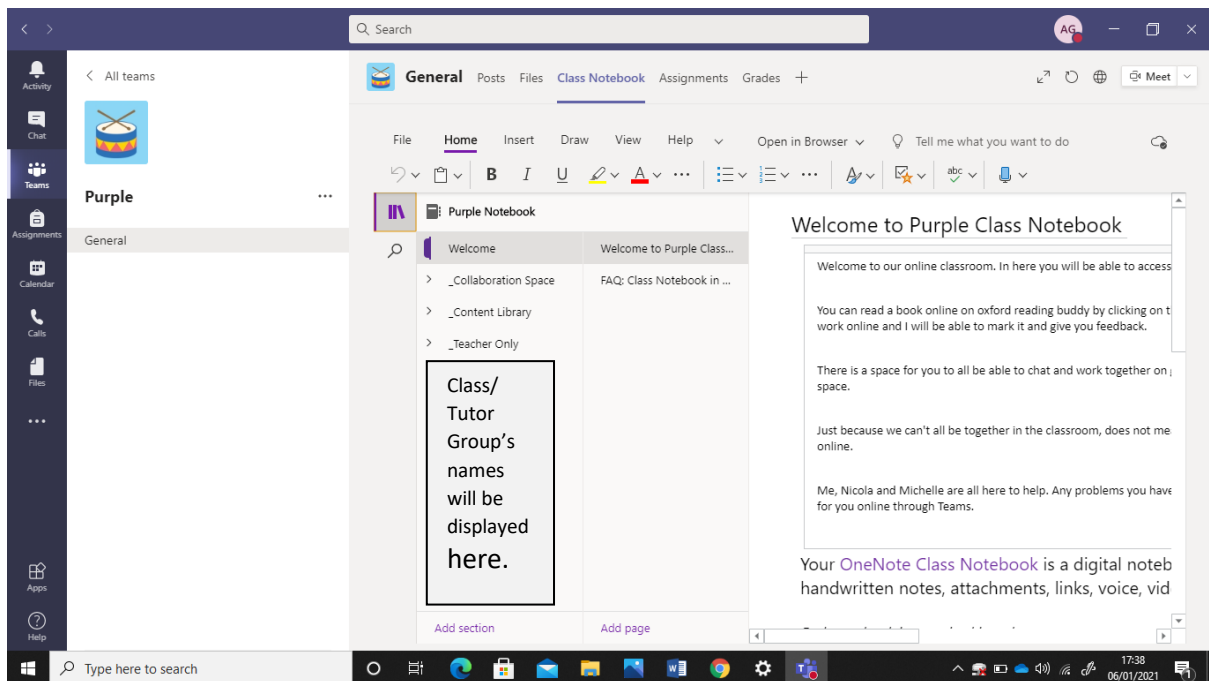 Search
AG
Activity
Chat
Teams
Assignments
Calendar
Calls
Files
Apps
Help
All teams
Purple
General
General Posts Files Class Notebook Assignments Grades
Meet
File Home Insert Draw View Help Open in Browser Tell me what you want to do
B I U A abc
Purple Notebook
Welcome
_Collaboration Space
_Content Library
_Teacher Only
Class/
Tutor
Group’s
names
will be
displayed
here.
Add section
Welcome to Purple Class...
FAQ: Class Notebook in ...
Add page
Welcome to Purple Class Notebook
Welcome to our online classroom. In here you will be able to access
You can read a book online on oxford reading buddy by clicking on t
work online and I will be able to mark it and give you feedback.
There is a space for you to all be able to chat and work together on
space.
Just because we can't all be together in the classroom, does not me
online.
Me, Nicola and Michelle are all here to help. Any problems you have
for you online through Teams.
Your OneNote Class Notebook is a digital noteb
handwritten notes, attachments, links, voice, vid
Type here to search
17:38
06/01/2021